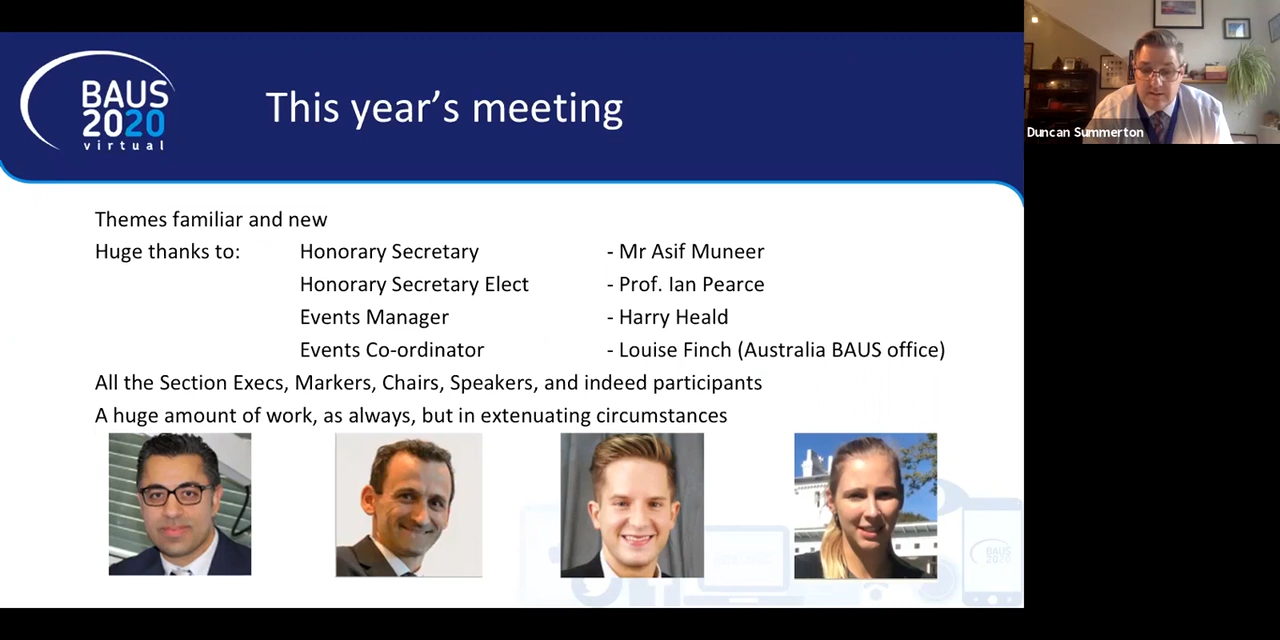 BAUS
2020
virtual
This year's meeting
Duncan Summerton
Themes familiar and new
Huge thanks to: Honorary Secretary - Mr Asif Muneer
Honorary Secretary Elect - Prof. Ian Pearce
Events Manager - Harry Heald
Events Co-ordinator - Louise Finch (Australia BAUS office)
All the Section Execs, Markers, Chairs, Speakers, and indeed participants
A huge amount of work, as always, but in extenuating circumstances
BAUS
2020